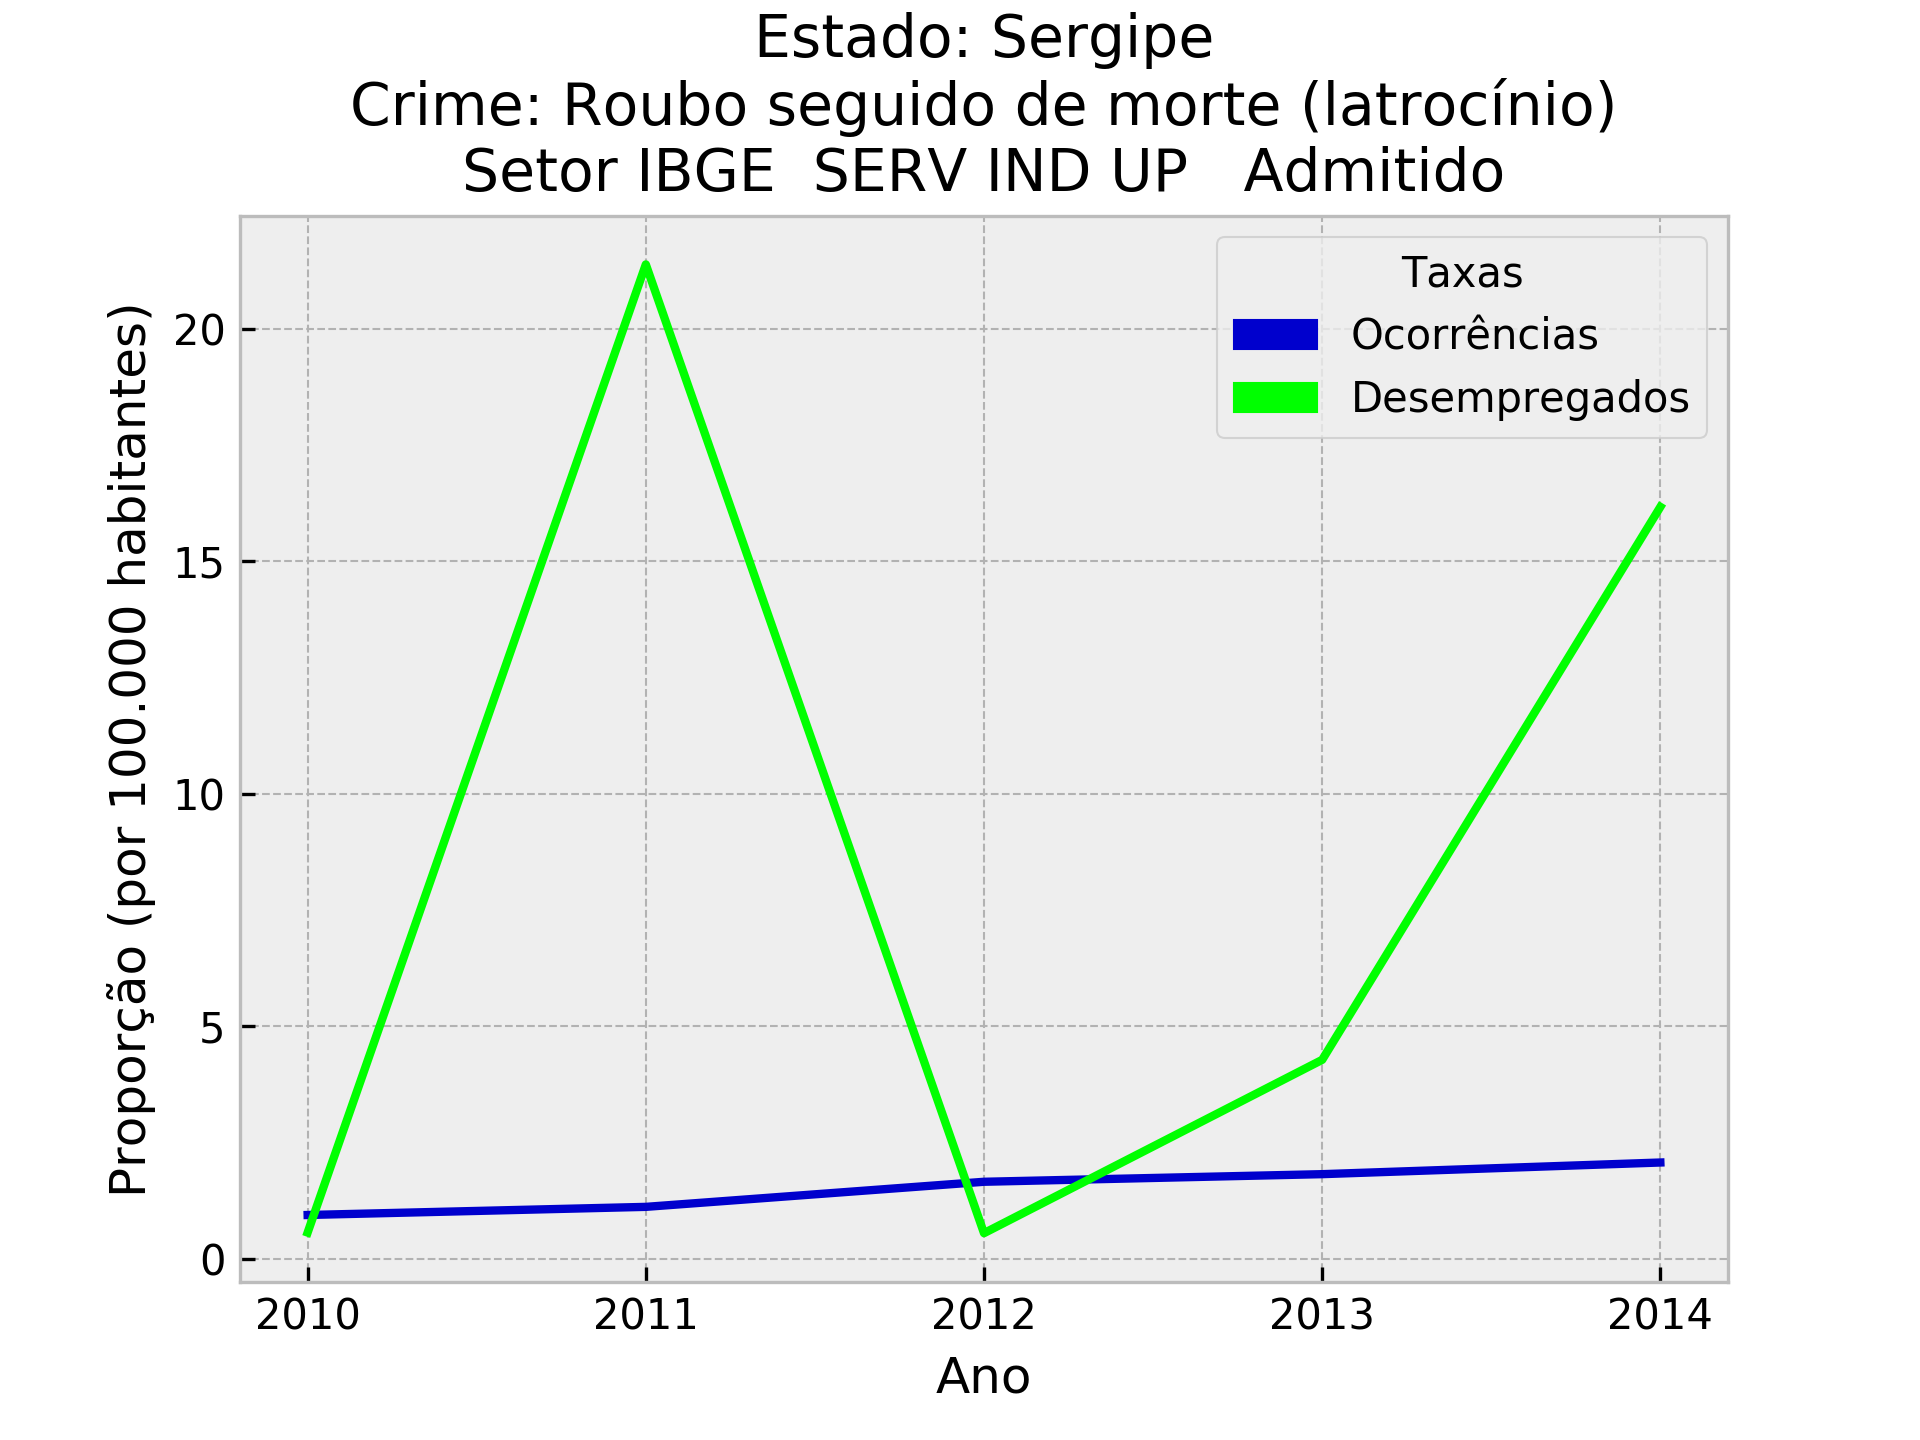 Estado: Sergipe
Crime: Roubo seguido de morte (latrocínio)
Setor IBGE  SERV IND UP   Admitido
Proporção (por 100.000 habitantes)
20
15
10
5
0
Taxas
Ocorrências
Desempregados
2010
2011
2012
2013
2014
Ano